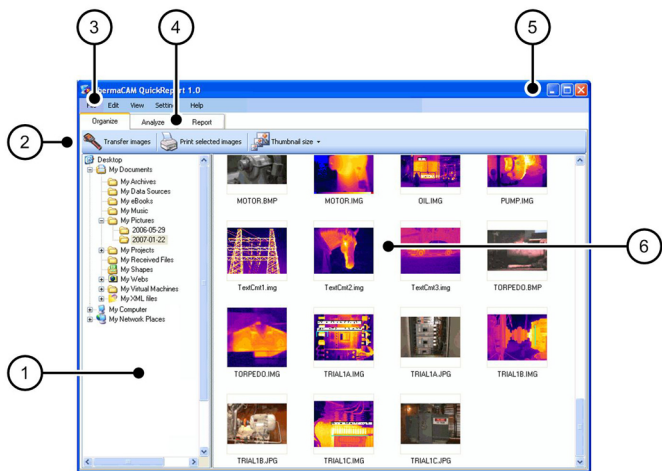 3
4
5
ThermaCAM QuickReport 1.0
File Edit View Settings Help
Organize Analyze Report
2
Transfer images Print selected images Thumbnail size
Desktop
My Documents
My Archives
My Data Sources
My eBooks
My Music
My Pictures
2006-05-29
2007-01-22
My Projects
My Received Files
My Shapes
My Webs
My Virtual Machines
My XML files
My Computer
My Network Places
1
MOTOR.BMP MOTOR.IMG OIL.IMG PUMP.IMG
6
TextCmt1.img TextCmt2.img TextCmt3.img TORPEDO.BMP
TORPEDO.IMG TRIAL1A.IMG TRIAL1A.JPG TRIAL1B.IMG
TRIAL1B.JPG TRIAL1C.IMG TRIAL1C.JPG